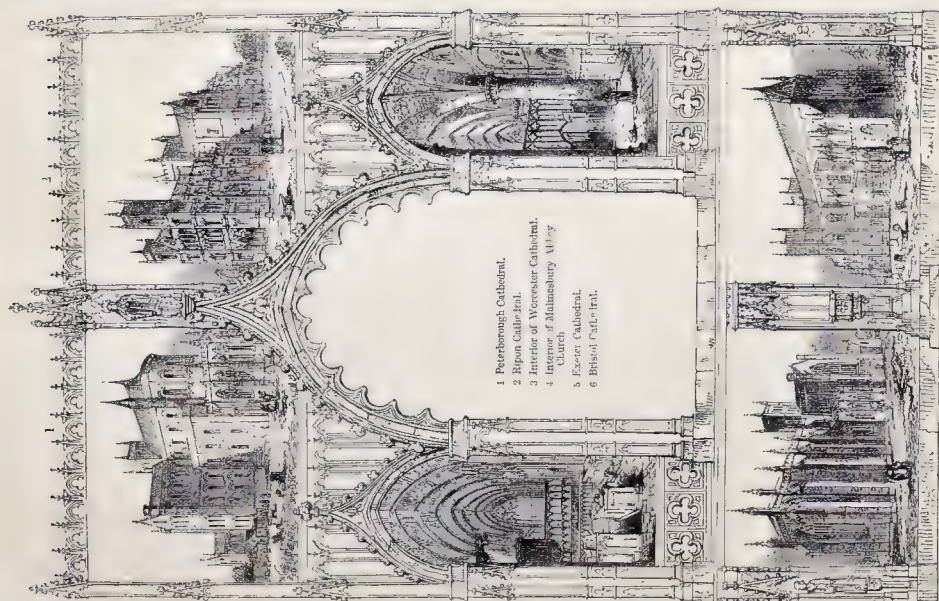 1 Peterborough Cathedral.
2 Ripon Cathedral.
3 Interior of Worcester Cathedral.
4 Interior of Malmesbury Abbey
Church
5 Exeter Cathedral.
6 Bristol Cathedral.
1